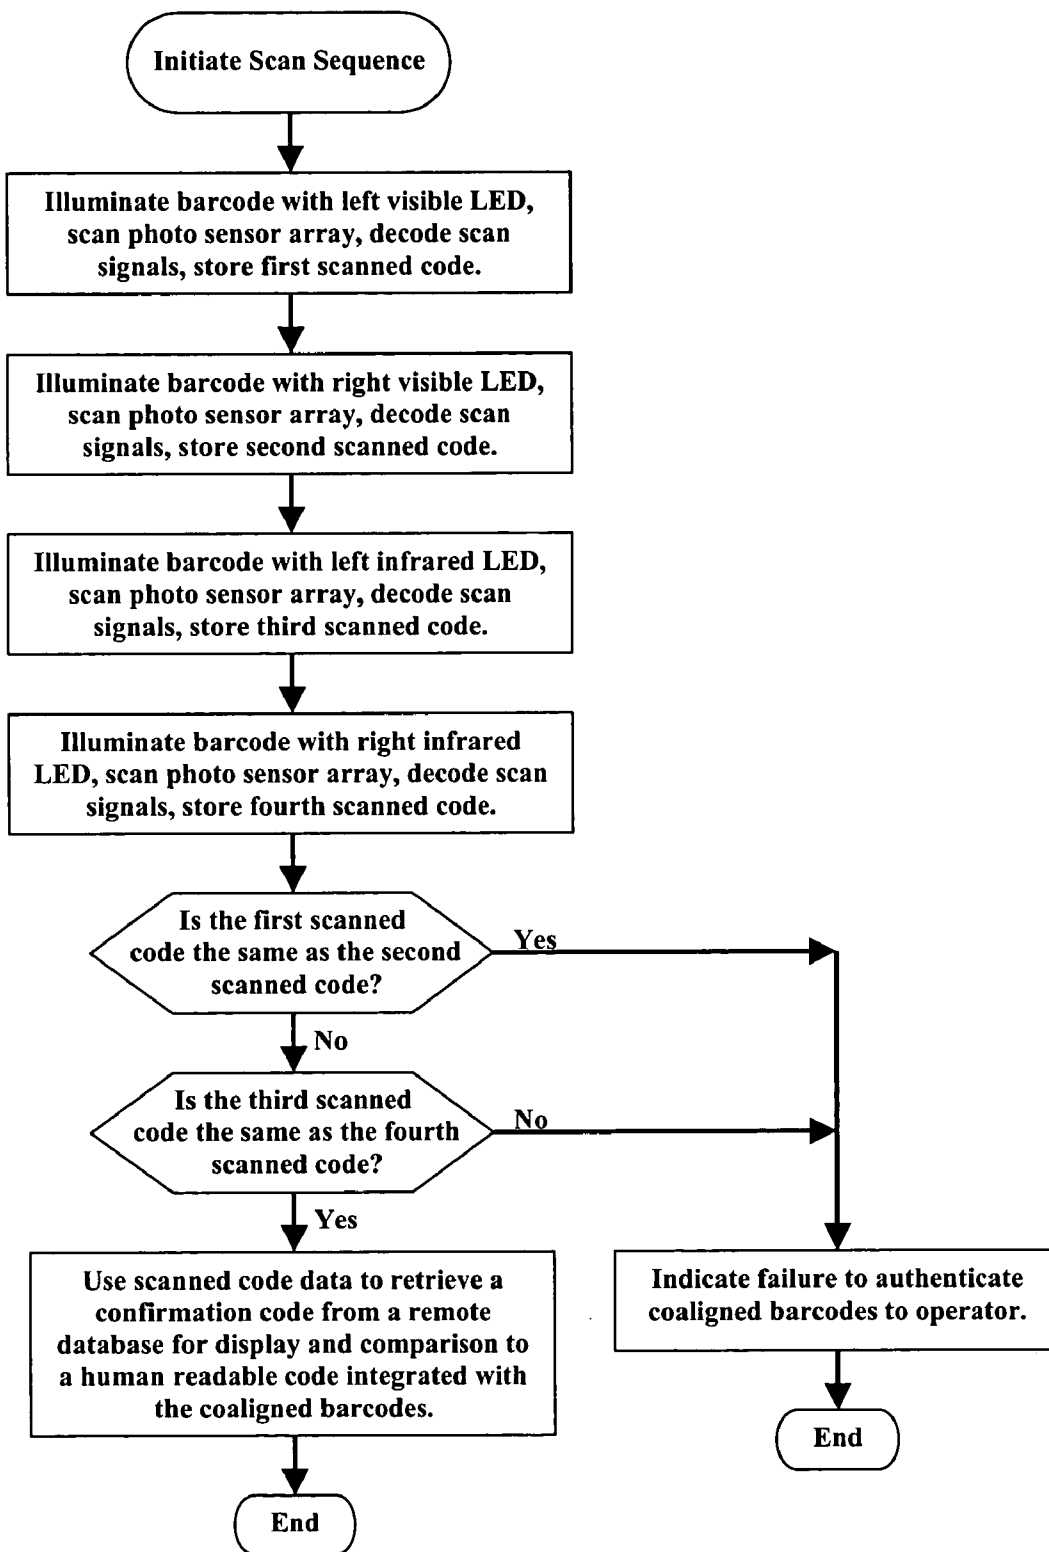 Initiate Scan Sequence
Illuminate barcode with left visible LED,
scan photo sensor array, decode scan
signals, store first scanned code.
Illuminate barcode with right visible LED,
scan photo sensor array, decode scan
signals, store second scanned code.
Illuminate barcode with left infrared LED,
scan photo sensor array, decode scan
signals, store third scanned code.
Illuminate barcode with right infrared
LED, scan photo sensor array, decode scan
signals, store fourth scanned code.
Is the first scanned
code the same as the second
scanned code?
Yes
No
Is the third scanned
code the same as the fourth
scanned code?
No
Yes
Use scanned code data to retrieve a
confirmation code from a remote
database for display and comparison to
a human readable code integrated with
the coaligned barcodes.
End
Indicate failure to authenticate
coaligned barcodes to operator.
End